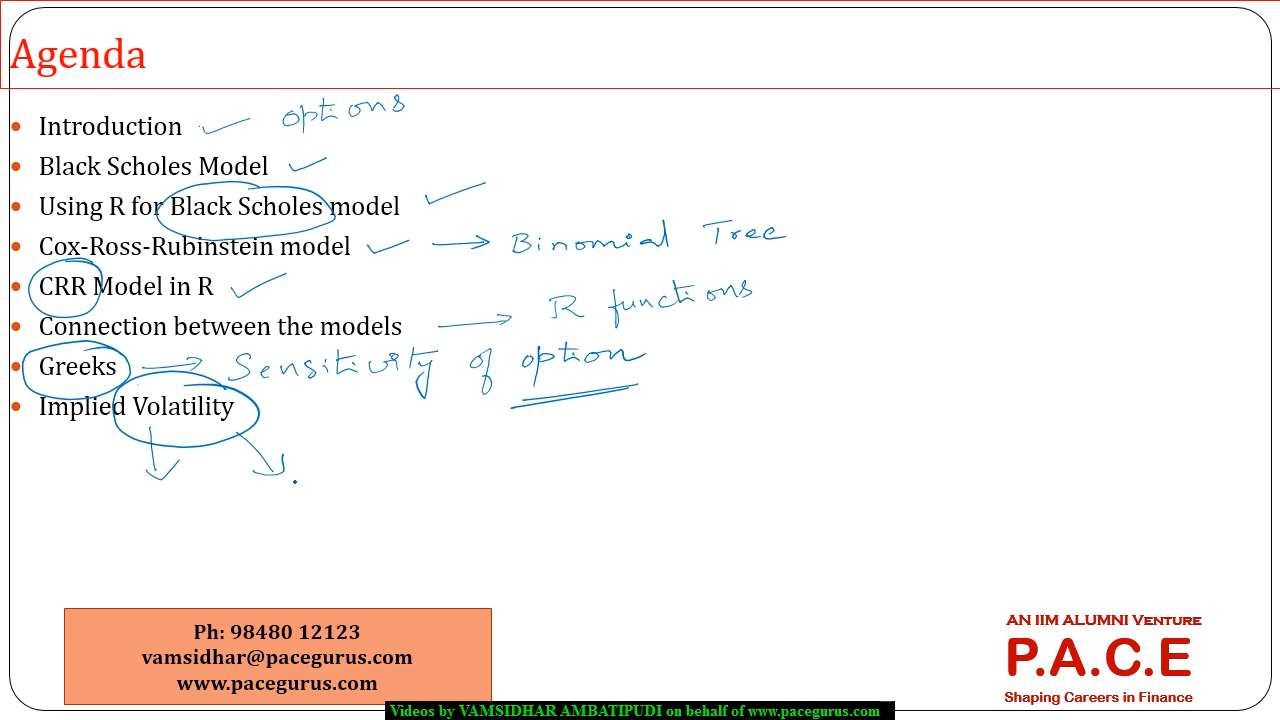 Agenda
• Introduction options
• Black Scholes Model
• Using R for Black Scholes model
• Cox-Ross-Rubinstein model Binomial Tree
• CRR Model in R
• Connection between the models R functions
• Greeks Sensitivity of option
• Implied Volatility
Ph: 98480 12123
vamsidhar@pacegurus.com
www.pacegurus.com
AN IIM ALUMNI VENTURE
P.A.C.E
Shaping Careers in Finance
Videos by VAMSIDHAR AMBATIPUDI on behalf of www.pacegurus.com